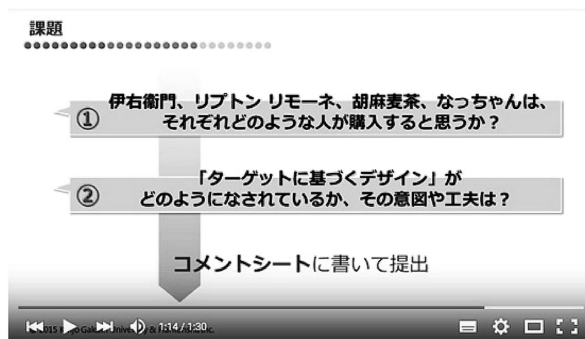 課題
① 伊右衛門、リプトン リモーネ、胡麻麦茶、なっちゃんは、
それぞれどのような人が購入すると思うか？
「ターゲットに基づくデザイン」が
② どのようになされているか、その意図や工夫は？
コメントシートに書いて提出
1:14 / 1:30